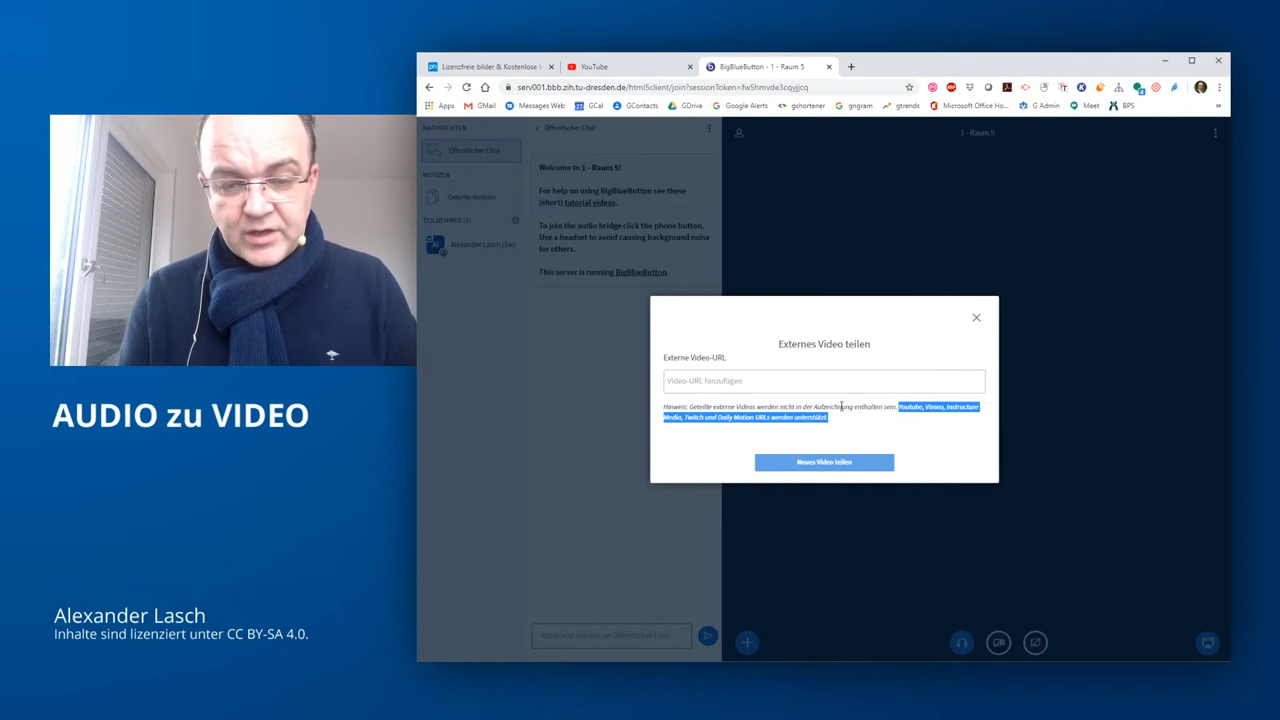 Lizenzfreie bilder & Kostenlose b
YouTube
BigBlueButton - 1 - Raum 5
serv001.bbb.zih.tu-dresden.de/html5client/join?sessionToken=fw5hmvde3cqyjjcq
Apps GMail Messages Web GCal GContacts GDrive Google Alerts gshortener gngram gtrends Microsoft Office Ho... G Admin Meet BPS
NACHRICHTEN
Öffentlicher Chat
NOTIZEN
Geteilte Notizen
TEILNEHMER (1)
Alexander Lasch (Sie)
Öffentlicher Chat
Welcome to 1 - Raum 5!
For help on using BigBlueButton see these
(short) tutorial videos.
To join the audio bridge click the phone button.
Use a headset to avoid causing background noise
for others.
This server is running BigBlueButton.
1 - Raum 5
Externes Video teilen
Externe Video-URL
Video-URL hinzufügen
Hinweis: Geteilte externe Videos werden nicht in der Aufzeichnung enthalten sein. Youtube, Vimeo, Instructure
Media, Twitch und Daily Motion URLs werden unterstützt.
Neues Video teilen
AUDIO zu VIDEO
Alexander Lasch
Inhalte sind lizenziert unter CC BY-SA 4.0.